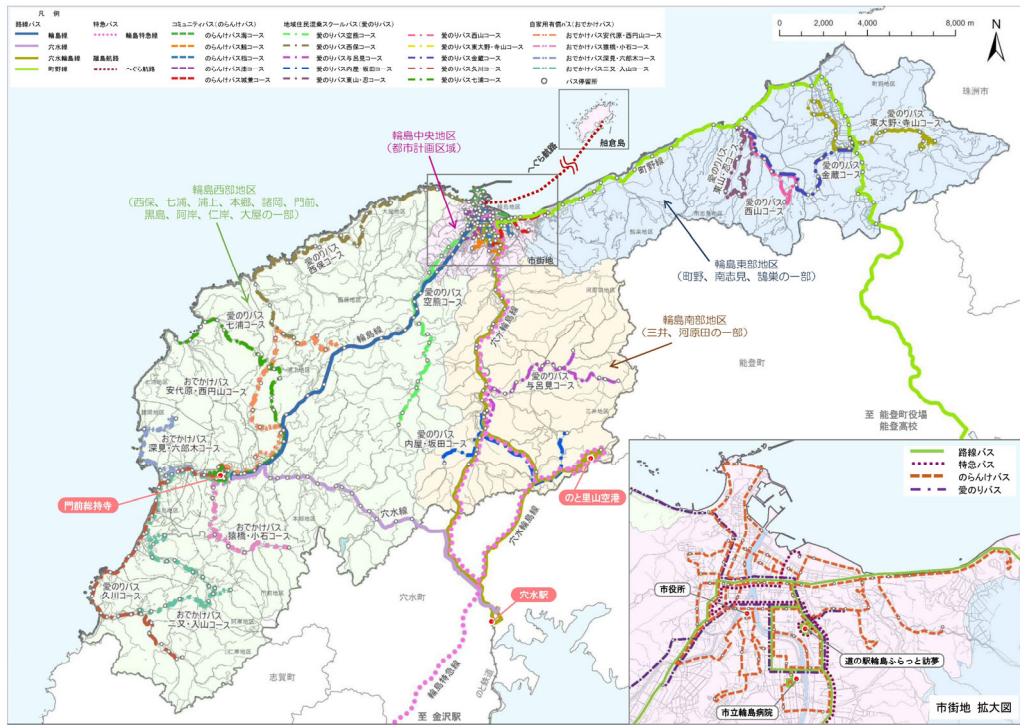 凡 例
路線バス
輪島線
穴水線
穴水輪島線
町野線
特急バス
輪島特急線
離島航路
へぐら航路
コミュニティバス(のらんけバス)
のらんけバス海コース
のらんけバス鴨コース
地域住民混乗スクールバス(愛のりバス)
愛のりバス空熊コース
愛のりバス西保コース
愛のりバス与呂見コース
愛のりバス内屋・坂田コース
愛のりバス東山・忍コース
愛のりバス西山コース
愛のりバス東大野・寺山コース
愛のりバス金蔵コース
愛のりバス久川コース
愛のりバス七浦コース
おでかけバス安代原・西円山コース
おでかけバス猿橋・小石コース
おでかけバス深見・六郎木コース
おでかけバス二又・入山コース
バス停留所
0
2,000
4,000
8,000 m
N
珠洲市
舳倉島
輪島中央地区
(都市計画区域)
町野線
愛のりバス
東大野・寺山コース
愛のりバス
金蔵コース
愛のりバス
東山・忍コース
愛のりバス
西山コース
輪島西部地区
(西保、七浦、浦上、本郷、諸岡、門前、
黒島、阿岸、仁岸、大屋の一部)
市街地
輪島東部地区
(町野、南志見、鵠巣の一部)
愛のりバス
西保コース
愛のりバス
空熊コース
愛のりバス
七浦コース
輪島線
穴水輪島線
輪島南部地区
(三井、河原田の一部)
愛のりバス
与呂見コース
能登町
おでかけバス
安代原・西円山コース
おでかけバス
深見・六郎木コース
愛のりバス
内屋・坂田コース
至 能登町役場
能登高校
門前総持寺
のと里山空港
穴水線
穴水輪島線
おでかけバス
猿橋・小石コース
愛のりバス
久川コース
おでかけバス
二又・入山コース
穴水町
穴水駅
志賀町
輪島特急線
のと鉄道
至 金沢駅
路線バス
特急バス
のらんけバス
愛のりバス
市役所
道の駅輪島ふらっと訪夢
市立輪島病院
市街地 拡大図